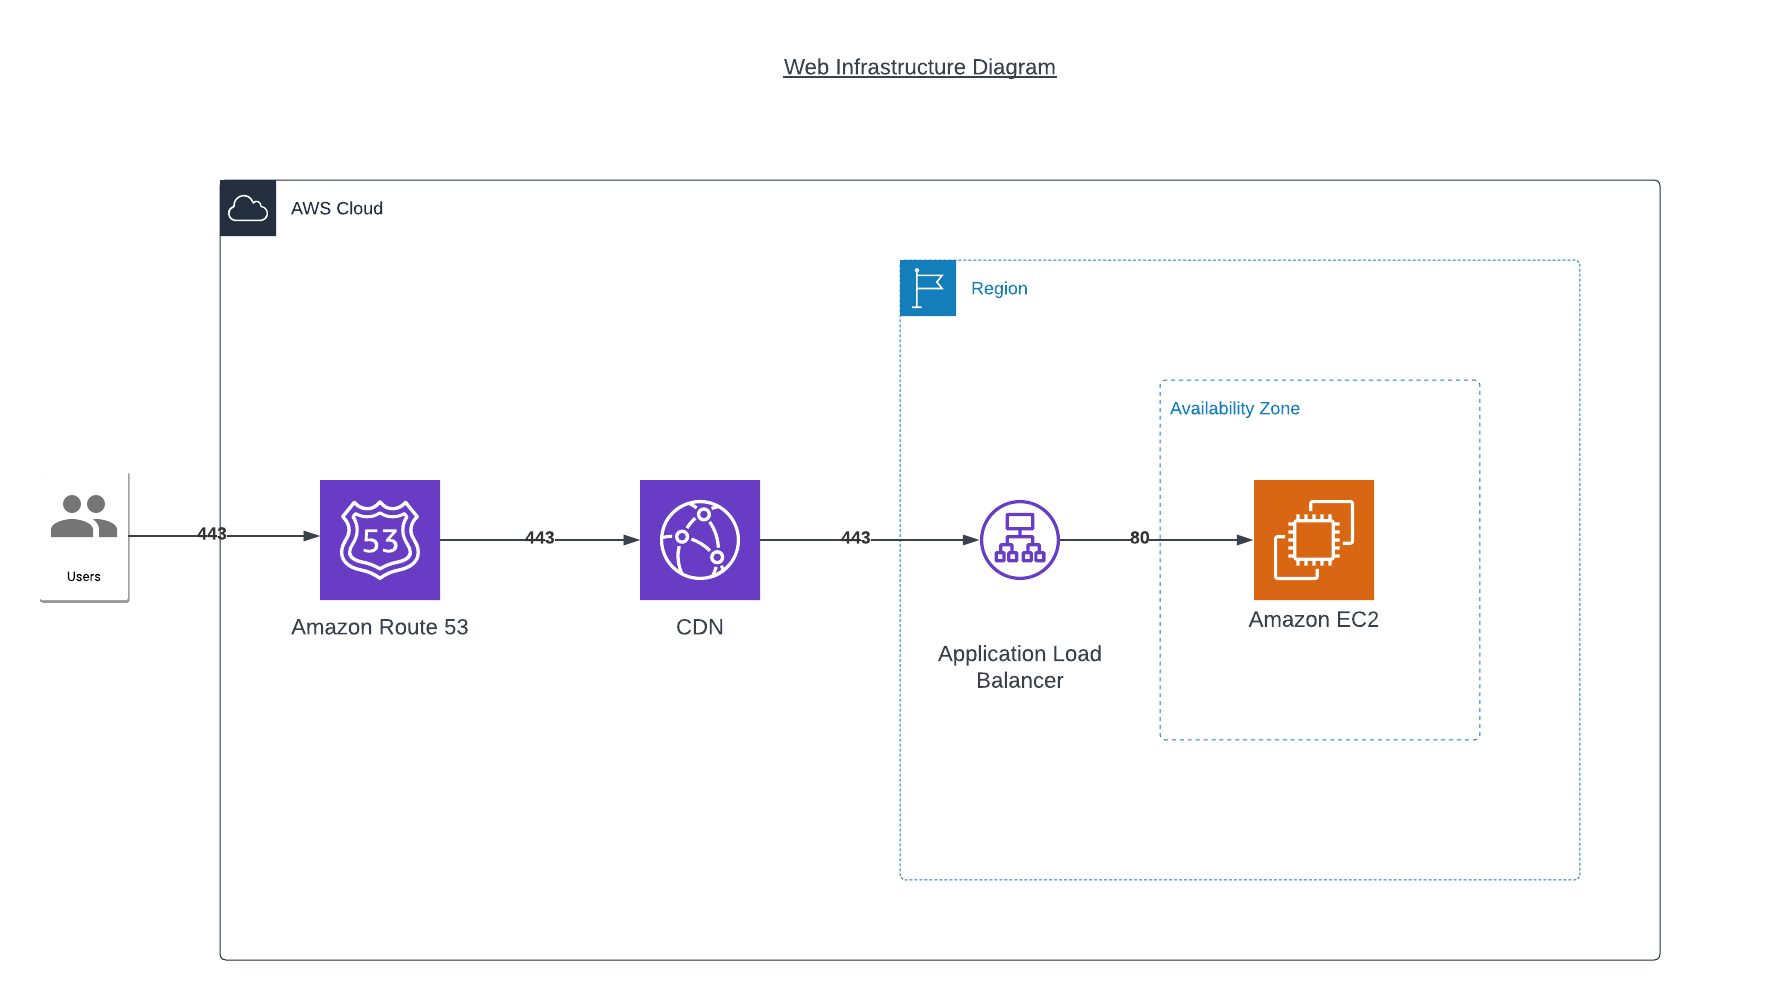 Web Infrastructure Diagram
AWS Cloud
Region
Availability Zone
Users
443
53
443
443
80
Amazon Route 53
CDN
Application Load
Balancer
Amazon EC2